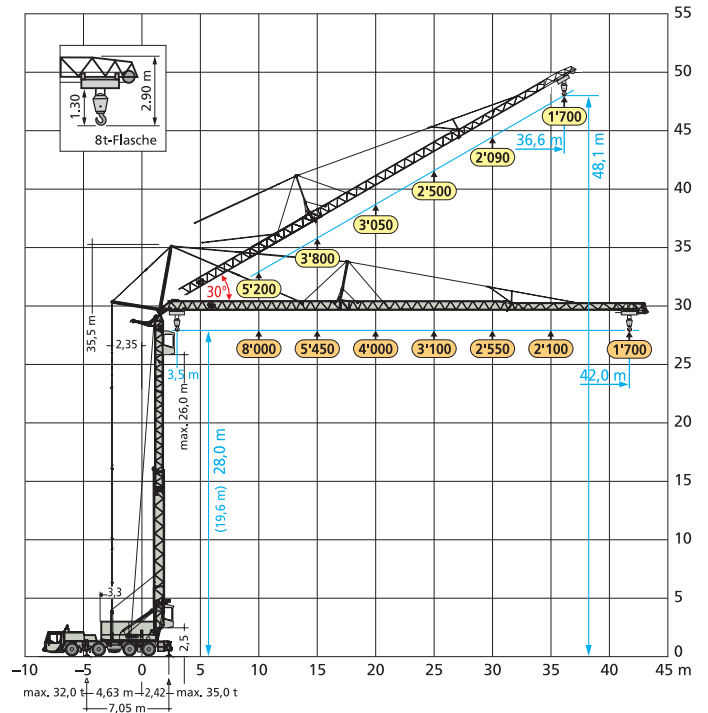 55
50
45
40
35
30
25
20
15
10
5
0
1.30
2.90 m
8t-Flasche
1'700
36,6 m
48,1 m
2'090
2'500
3'050
3'800
5'200
30°
35,5 m
2,35
8'000
5'450
4'000
3'100
2'550
2'100
1'700
3,5 m
42,0 m
max. 26,0 m
28,0 m
(19,6 m)
3,3
2,5
−10 −5 0 5 10 15 20 25 30 35 40 45 m
max. 32,0 t 4,63 m 2,42 max. 35,0 t
7,05 m